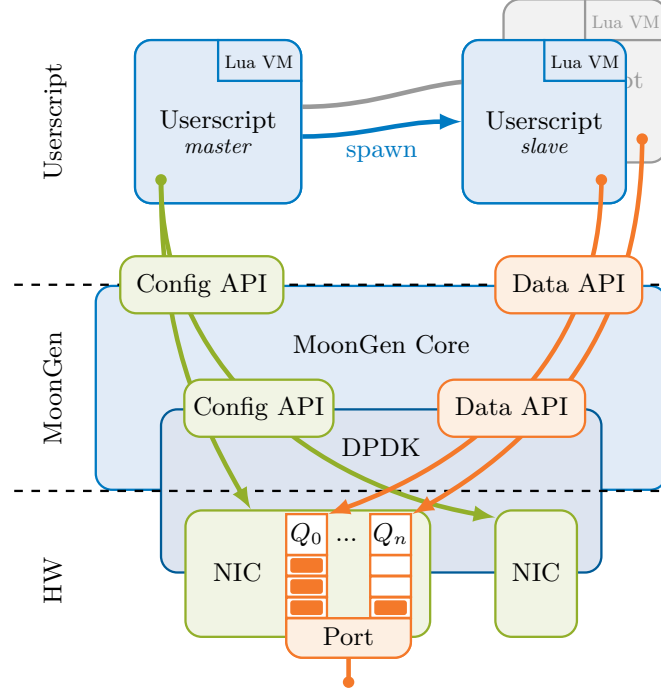 Lua VM
Lua VM
Lua VM
Userscript
master
spawn
Userscript
slave
pt
Userscript
Config API
Data API
MoonGen Core
MoonGen
Config API
Data API
DPDK
HW
NIC
Q0 ... Qn
NIC
Port